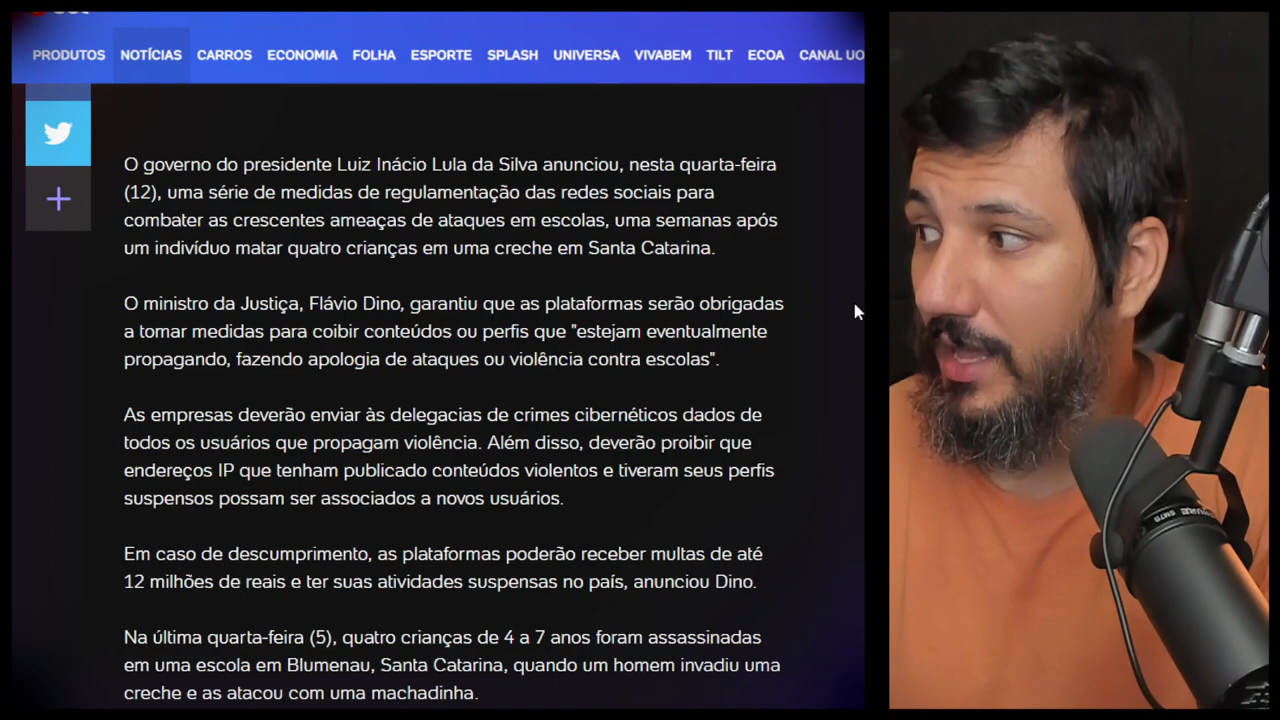 PRODUTOS NOTÍCIAS CARROS ECONOMIA FOLHA ESPORTE SPLASH UNIVERSA VIVABEM TILT ECOA CANAL UO
O governo do presidente Luiz Inácio Lula da Silva anunciou, nesta quarta-feira
(12), uma série de medidas de regulamentação das redes sociais para
combater as crescentes ameaças de ataques em escolas, uma semanas após
um indivíduo matar quatro crianças em uma creche em Santa Catarina.
O ministro da Justiça, Flávio Dino, garantiu que as plataformas serão obrigadas
a tomar medidas para coibir conteúdos ou perfis que "estejam eventualmente
propagando, fazendo apologia de ataques ou violência contra escolas".
As empresas deverão enviar às delegacias de crimes cibernéticos dados de
todos os usuários que propagam violência. Além disso, deverão proibir que
endereços IP que tenham publicado conteúdos violentos e tiveram seus perfis
suspensos possam ser associados a novos usuários.
Em caso de descumprimento, as plataformas poderão receber multas de até
12 milhões de reais e ter suas atividades suspensas no país, anunciou Dino.
Na última quarta-feira (5), quatro crianças de 4 a 7 anos foram assassinadas
em uma escola em Blumenau, Santa Catarina, quando um homem invadiu uma
creche e as atacou com uma machadinha.
SHURE SM7B